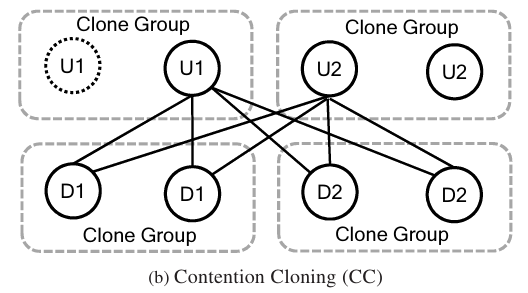 Clone Group
Clone Group
U1
U1
U2
U2
D1
D1
D2
D2
Clone Group
Clone Group
(b) Contention Cloning (CC)